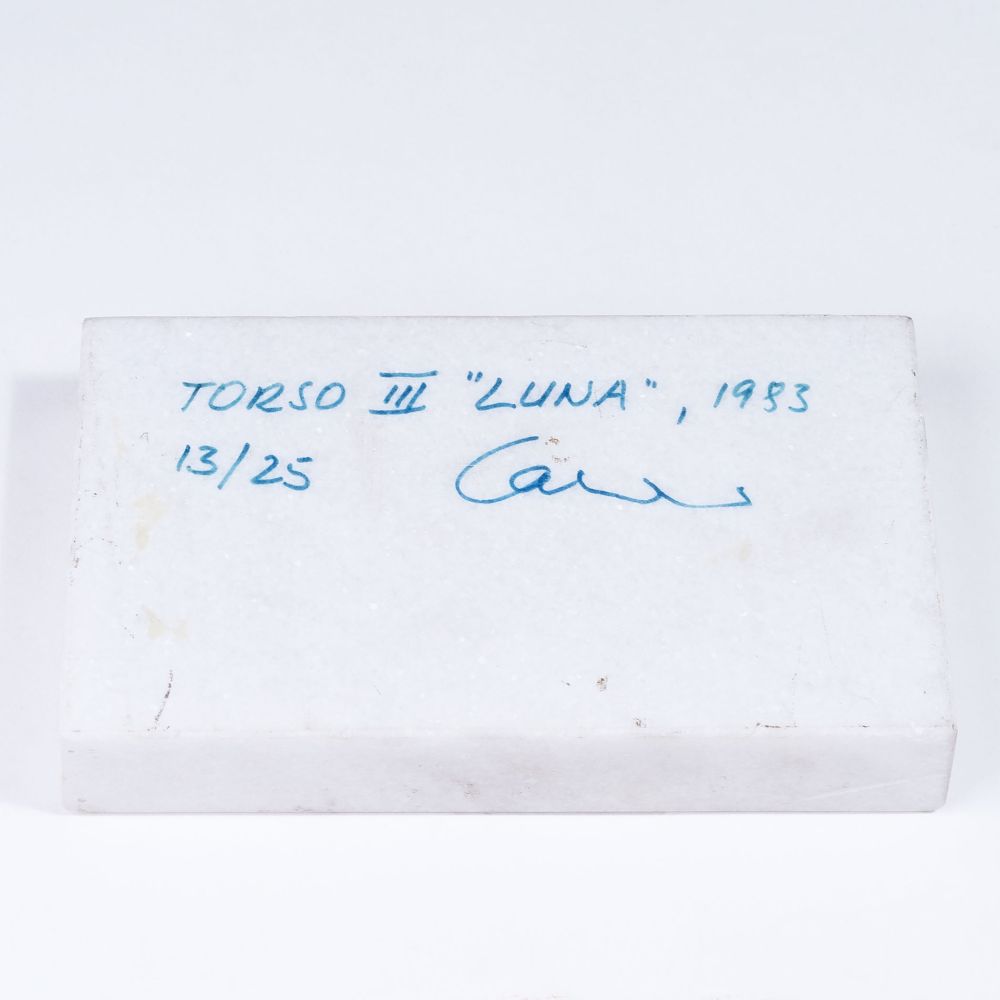 TORSO III "LUNA", 1983
13/25